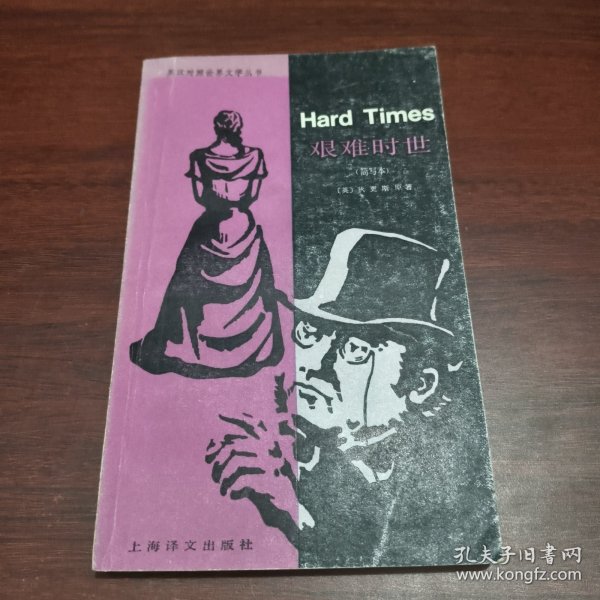 英汉对照世界文学丛书
Hard Times
艰难时世
(简写本)
〔英〕狄更斯 原著
上海译文出版社
孔夫子旧书网
www.kongfz.com